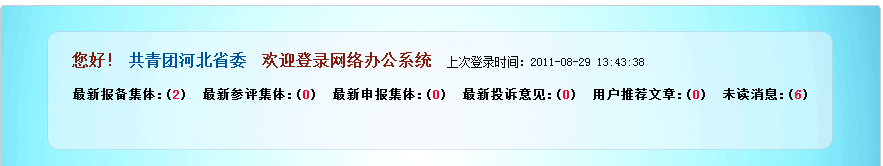 您好! 共青团河北省委 欢迎登录网络办公系统 上次登录时间：2011-08-29 13:43:38
最新报备集体:(2) 最新参评集体:(0) 最新申报集体:(0) 最新投诉意见:(0) 用户推荐文章:(0) 未读消息:(6)